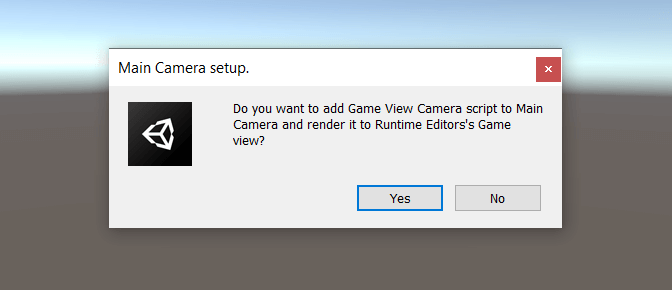 Main Camera setup.
Do you want to add Game View Camera script to Main
Camera and render it to Runtime Editors's Game
view?
Yes
No